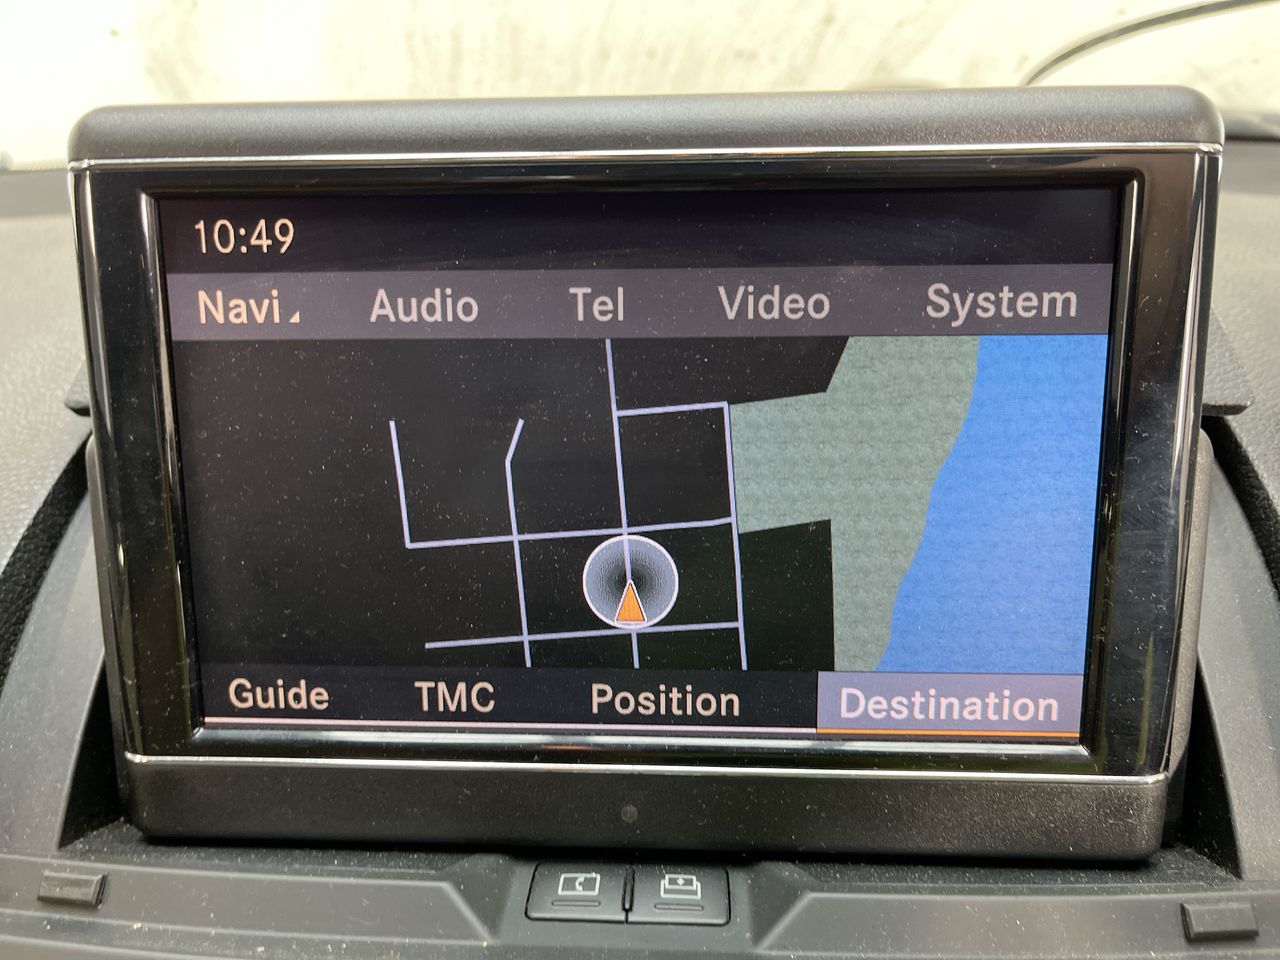 10:49
Navi Audio Tel Video System
Guide TMC Position Destination